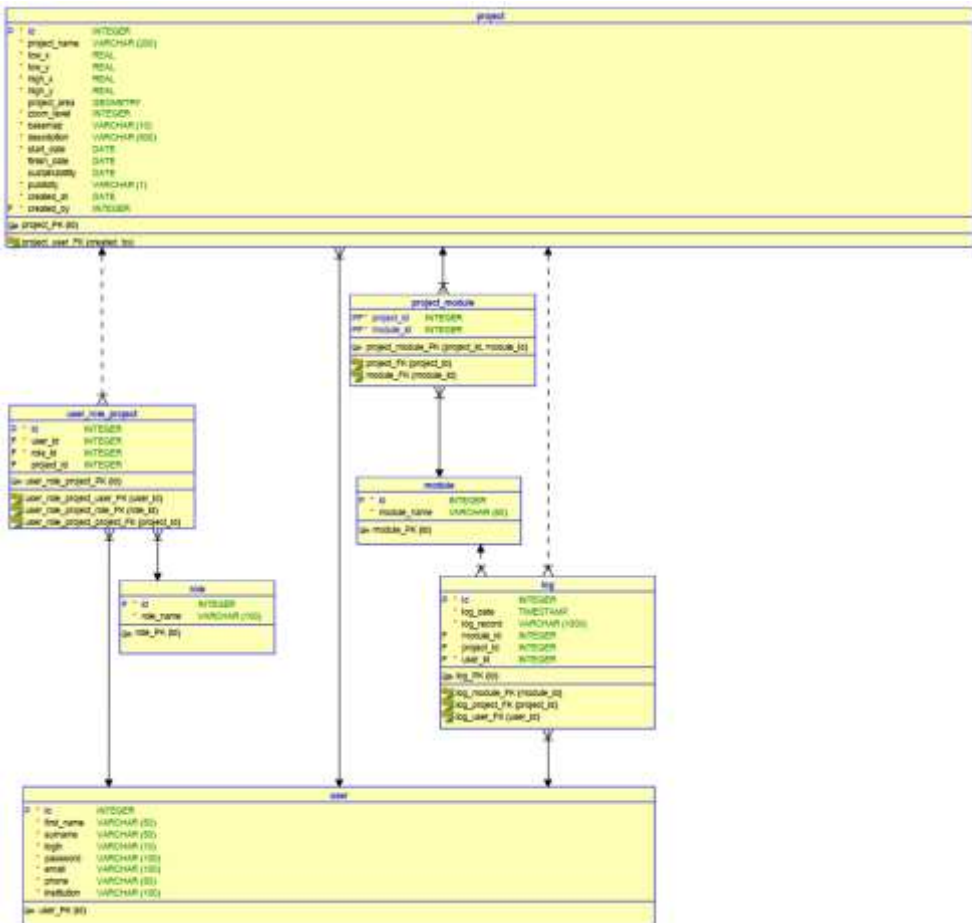 project
P * id INTEGER
* project_name VARCHAR (200)
* low_x REAL
* low_y REAL
* high_x REAL
* high_y REAL
project_area GEOMETRY
* zoom_level INTEGER
* basemap VARCHAR (10)
* description VARCHAR (500)
* start_date DATE
finish_date DATE
sustainability DATE
* publicity VARCHAR (1)
* created_at DATE
F * created_by INTEGER
project_PK (id)
project_user_FK (created_by)
project_module
PF* project_id INTEGER
PF* module_id INTEGER
project_module_PK (project_id, module_id)
project_FK (project_id)
module_FK (module_id)
user_role_project
P * id INTEGER
F * user_id INTEGER
F * role_id INTEGER
F project_id INTEGER
user_role_project_PK (id)
user_role_project_user_FK (user_id)
user_role_project_role_FK (role_id)
user_role_project_project_FK (project_id)
module
P * id INTEGER
* module_name VARCHAR
module_PK (id)
role
P * id INTEGER
* role_name VARCHAR (100)
role_PK (id)
log
P * id INTEGER
* log_date TIMESTAMP
* log_record VARCHAR (1000)
F module_id INTEGER
F project_id INTEGER
F * user_id INTEGER
log_PK (id)
log_module_FK (module_id)
log_project_FK (project_id)
log_user_FK (user_id)
user
P * id INTEGER
* first_name VARCHAR (50)
* surname VARCHAR (50)
* login VARCHAR
* password VARCHAR (100)
* email VARCHAR (100)
* phone VARCHAR
* institution VARCHAR (100)
user_PK (id)